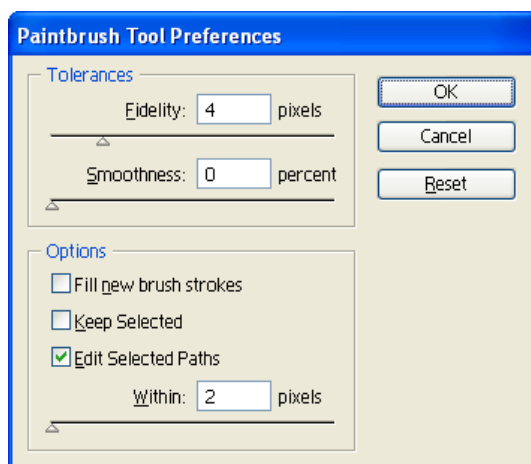 Paintbrush Tool Preferences
Tolerances
Fidelity: 4 pixels
Smoothness: 0 percent
OK
Cancel
Reset
Options
Fill new brush strokes
Keep Selected
Edit Selected Paths
Within: 2 pixels